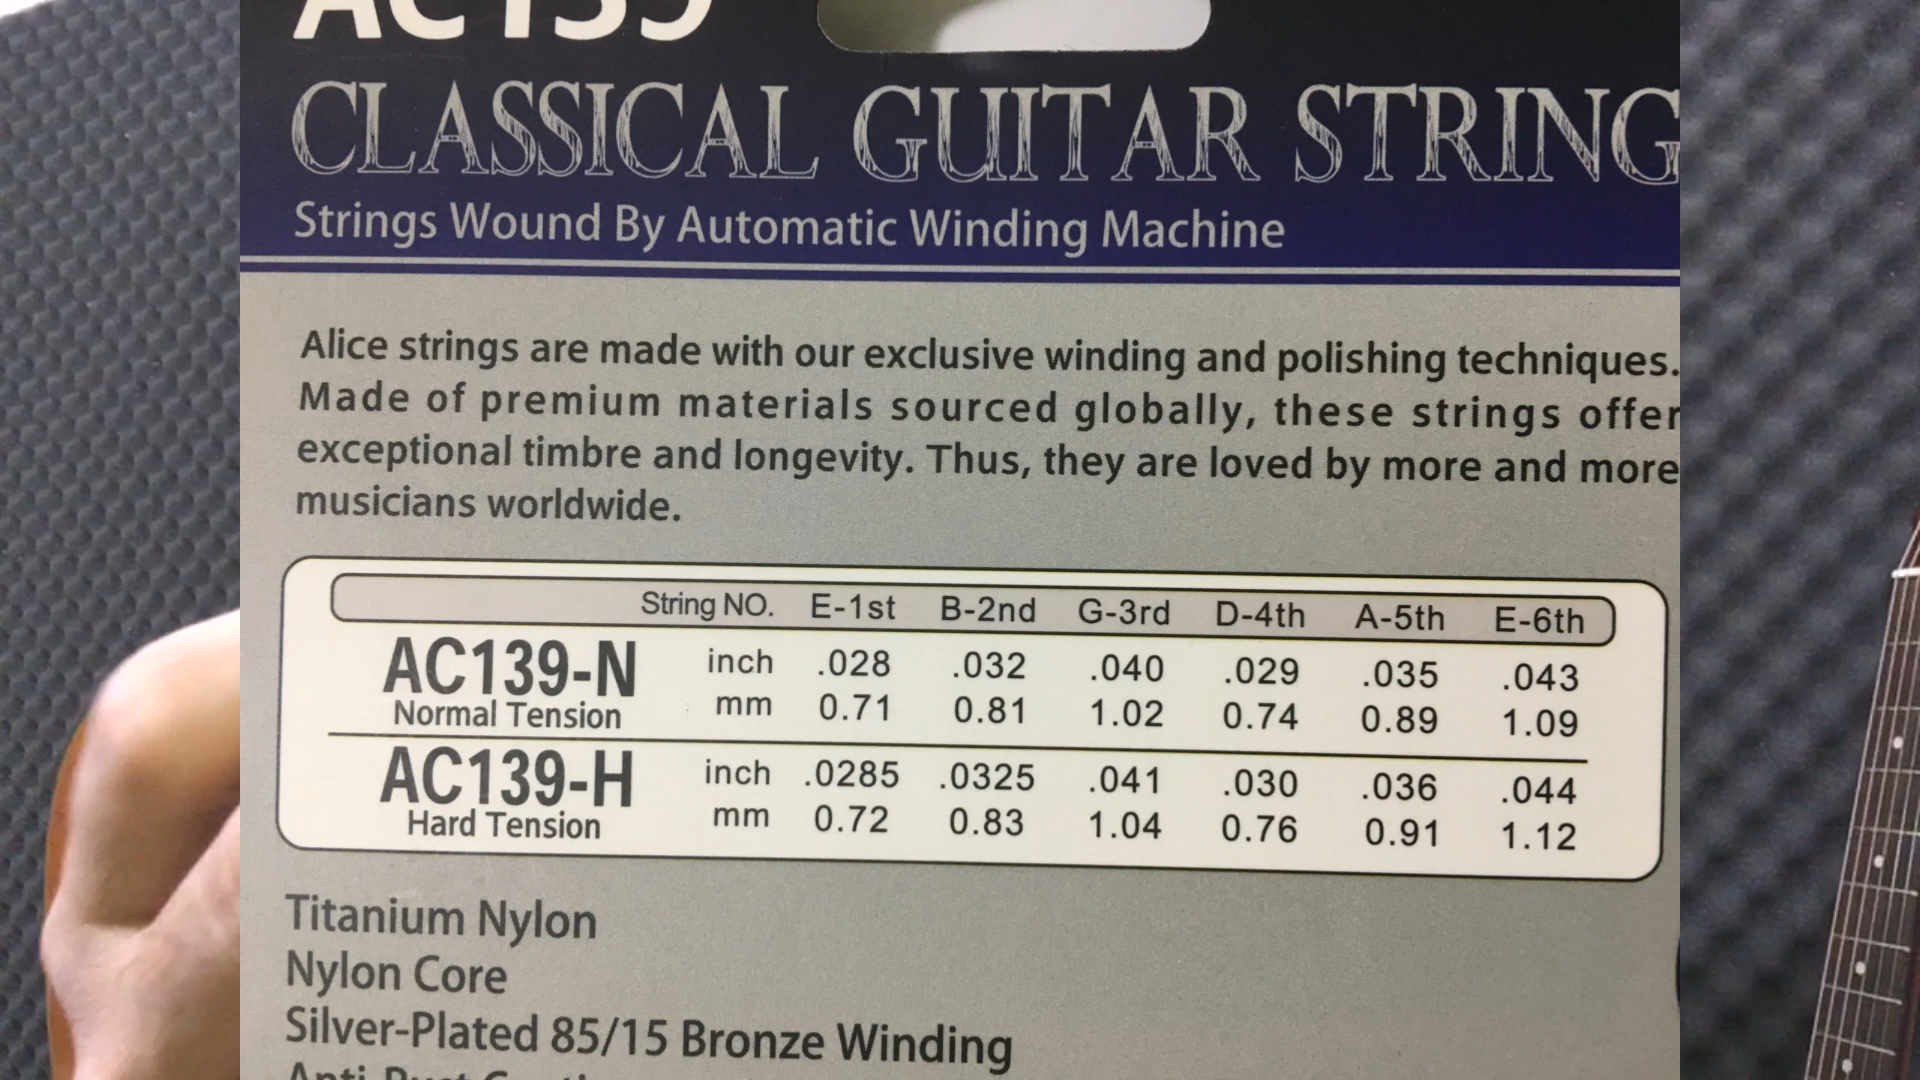 AC139
CLASSICAL GUITAR STRING
Strings Wound By Automatic Winding Machine
Alice strings are made with our exclusive winding and polishing techniques.
Made of premium materials sourced globally, these strings offer
exceptional timbre and longevity. Thus, they are loved by more and more
musicians worldwide.
String NO. E-1st B-2nd G-3rd D-4th A-5th E-6th
AC139-N inch .028 .032 .040 .029 .035 .043
Normal Tension mm 0.71 0.81 1.02 0.74 0.89 1.09
AC139-H inch .0285 .0325 .041 .030 .036 .044
Hard Tension mm 0.72 0.83 1.04 0.76 0.91 1.12
Titanium Nylon
Nylon Core
Silver-Plated 85/15 Bronze Winding